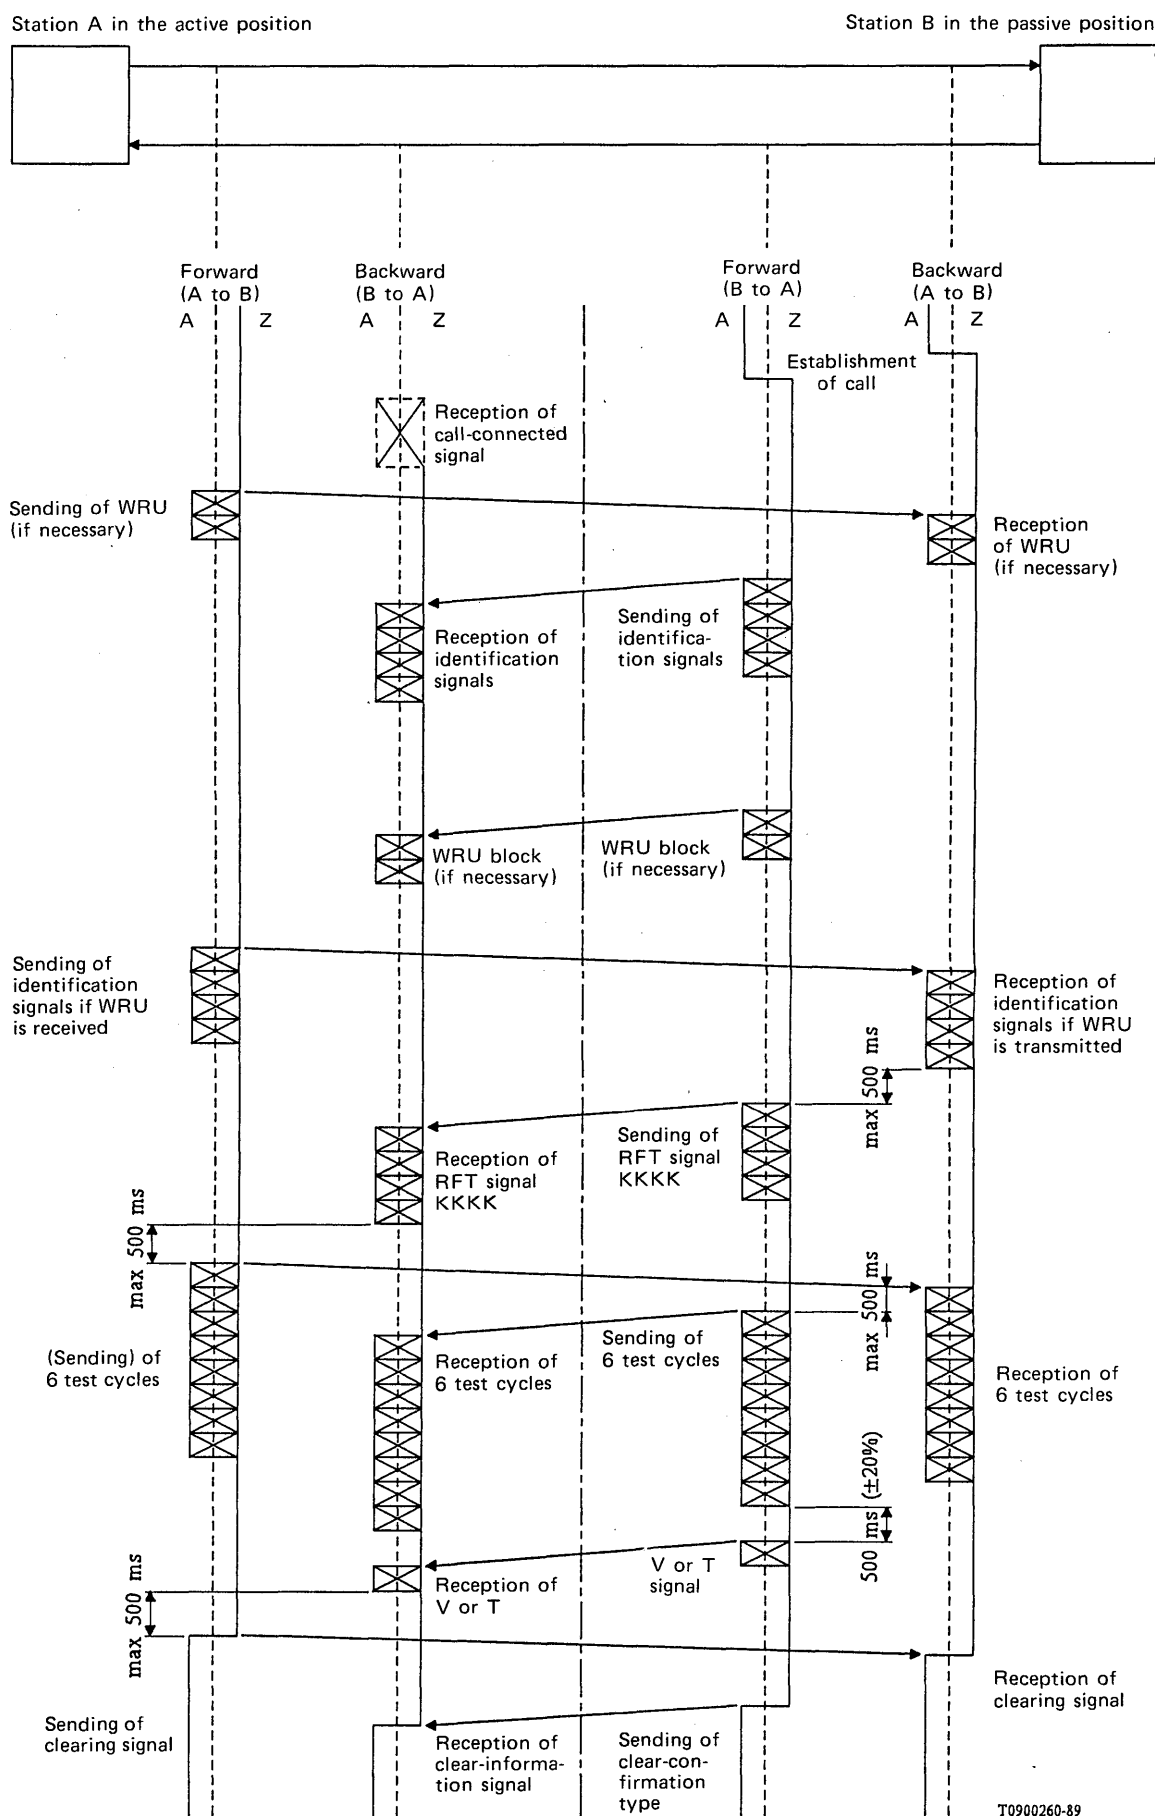 Station A in the active position
Station B in the passive position
Forward
(A to B)
A Z
Backward
(B to A)
A Z
Forward
(B to A)
A Z
Backward
(A to B)
A Z
Establishment
of call
Reception of
call-connected
signal
Sending of WRU
(if necessary)
Reception
of WRU
(if necessary)
Sending of
identifica-
tion signals
Reception of
identification
signals
WRU block
(if necessary)
WRU block
(if necessary)
Sending of
identification
signals if WRU
is received
Reception of
identification
signals if WRU
is transmitted
max 500 ms
Sending of
RFT signal
KKKK
Reception of
RFT signal
KKKK
max 500 ms
max 500 ms
(Sending) of
6 test cycles
Reception of
6 test cycles
Sending of
6 test cycles
Reception of
6 test cycles
500 ms (±20%)
V or T
signal
Reception of
V or T
max 500 ms
Sending of
clearing signal
Reception of
clearing signal
Reception of
clear-informa-
tion signal
Sending of
clear-con-
firmation
type
T0900260-89